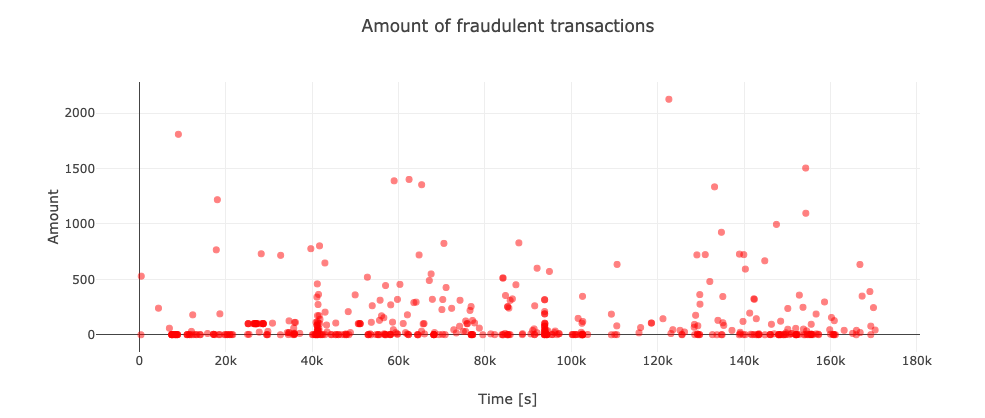 Amount of fraudulent transactions
2000
1500
1000
500
0
Amount
0 20k 40k 60k 80k 100k 120k 140k 160k 180k
Time [s]